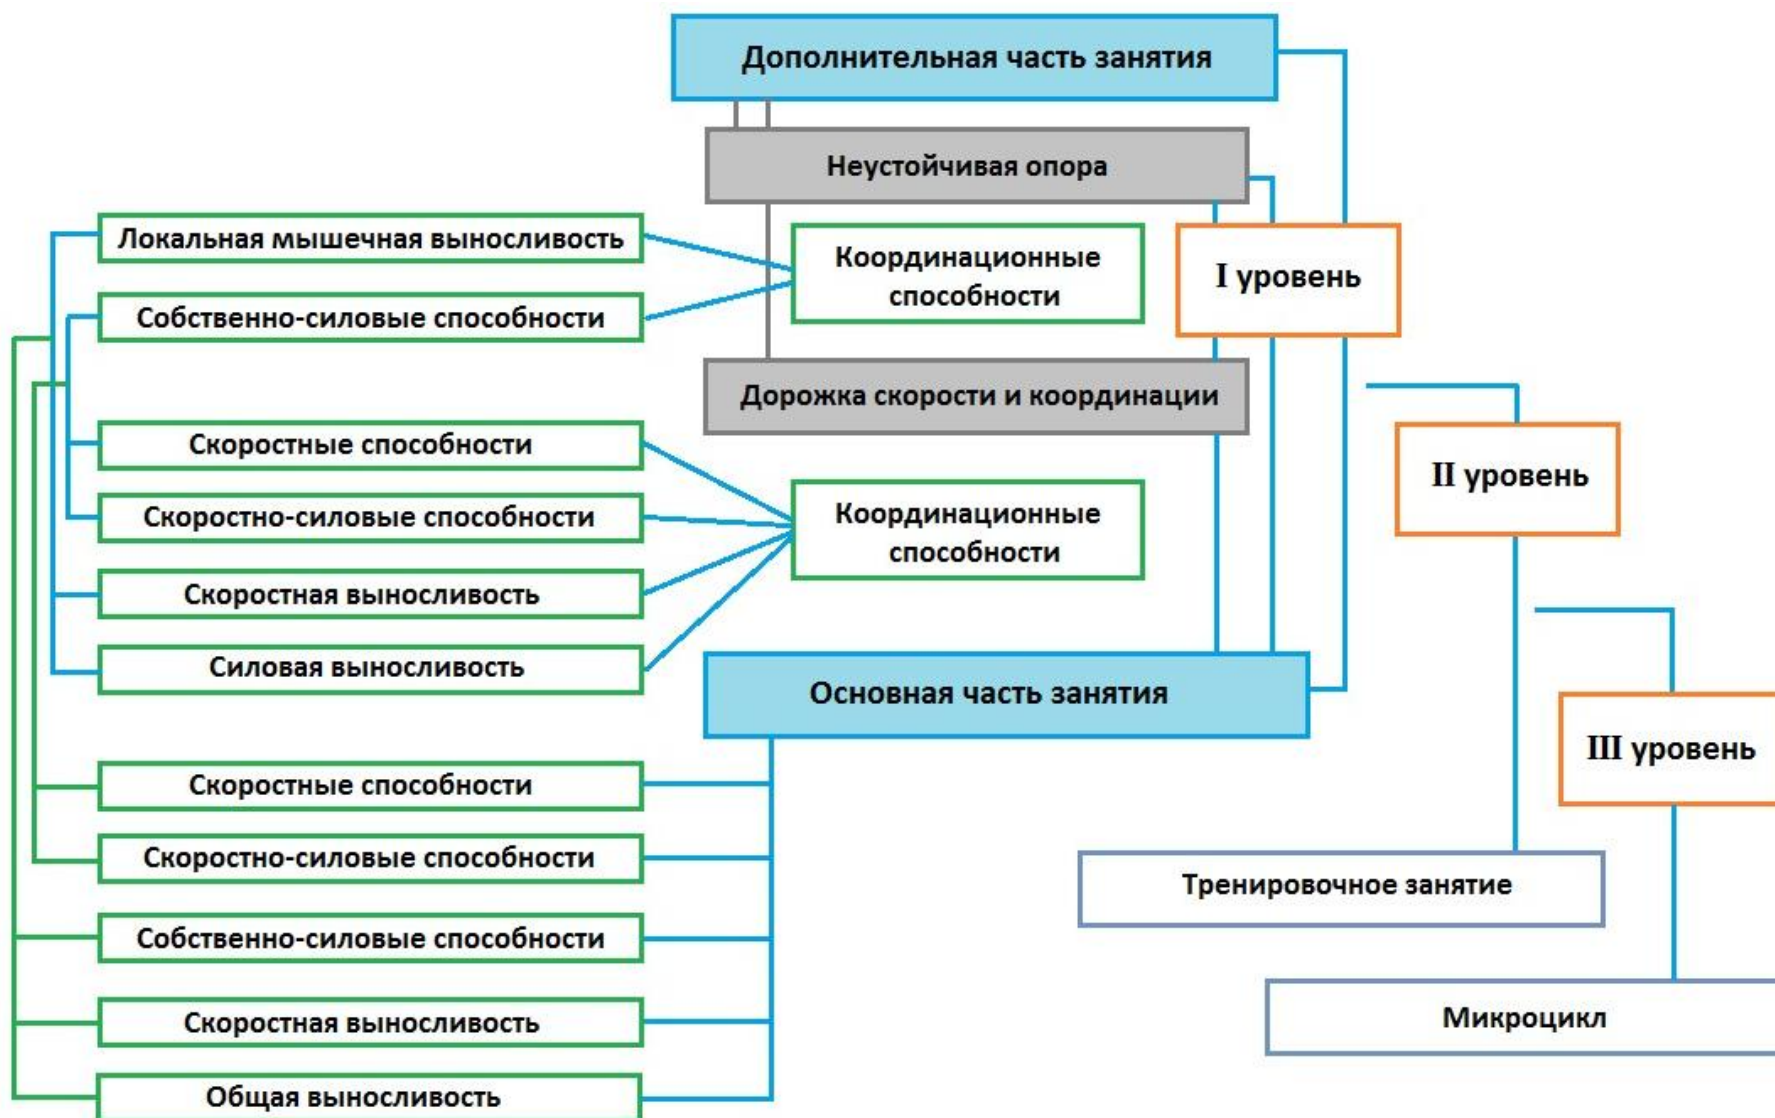 Дополнительная часть занятия
Неустойчивая опора
Локальная мышечная выносливость
Собственно-силовые способности
Координационные
способности
I уровень
Дорожка скорости и координации
Скоростные способности
Скоростно-силовые способности
Скоростная выносливость
Силовая выносливость
Координационные
способности
II уровень
Основная часть занятия
III уровень
Скоростные способности
Скоростно-силовые способности
Собственно-силовые способности
Скоростная выносливость
Общая выносливость
Тренировочное занятие
Микроцикл